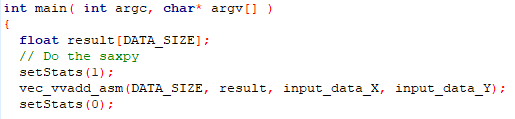 int main( int argc, char* argv[] )
{
  float result[DATA_SIZE];
  // Do the saxpy
  setStats(1);
  vec_vvadd_asm(DATA_SIZE, result, input_data_X, input_data_Y);
  setStats(0);